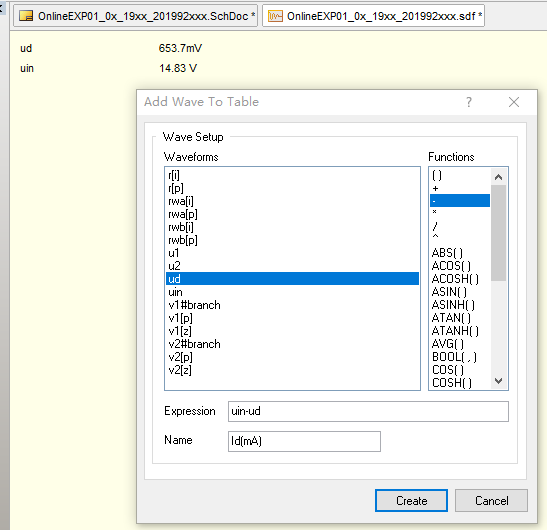 OnlineEXP01_0x_19xx_201992xxx.SchDoc * OnlineEXP01_0x_19xx_201992xxx.sdf *
ud 653.7mV
uin 14.83 V
Add Wave To Table ?
Wave Setup
Waveforms
r[i]
r[p]
rwa[i]
rwa[p]
rwb[i]
rwb[p]
u1
u2
ud
uin
v1#branch
v1[p]
v1[z]
v2#branch
v2[p]
v2[z]
Functions
( )
+
-
*
/
^
ABS( )
ACOS( )
ACOSH( )
ASIN( )
ASINH( )
ATAN( )
ATANH( )
AVG( )
BOOL( , )
COS( )
COSH( )
Expression uin-ud
Name Id(mA)
Create Cancel